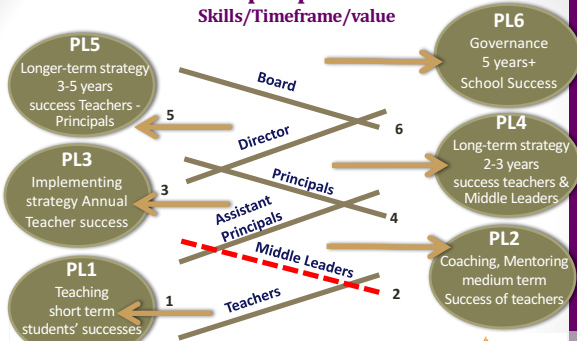 Skills/Timeframe/value
PL5
Longer-term strategy
3-5 years
success Teachers -
Principals
5
PL3
Implementing
strategy Annual
Teacher success
3
PL1
Teaching
short term
students' successes
1
Board
Director
Principals
Assistant
Principals
Middle Leaders
Teachers
6
4
2
PL6
Governance
5 years+
School Success
PL4
Long-term strategy
2-3 years
success teachers &
Middle Leaders
PL2
Coaching, Mentoring
medium term
Success of teachers